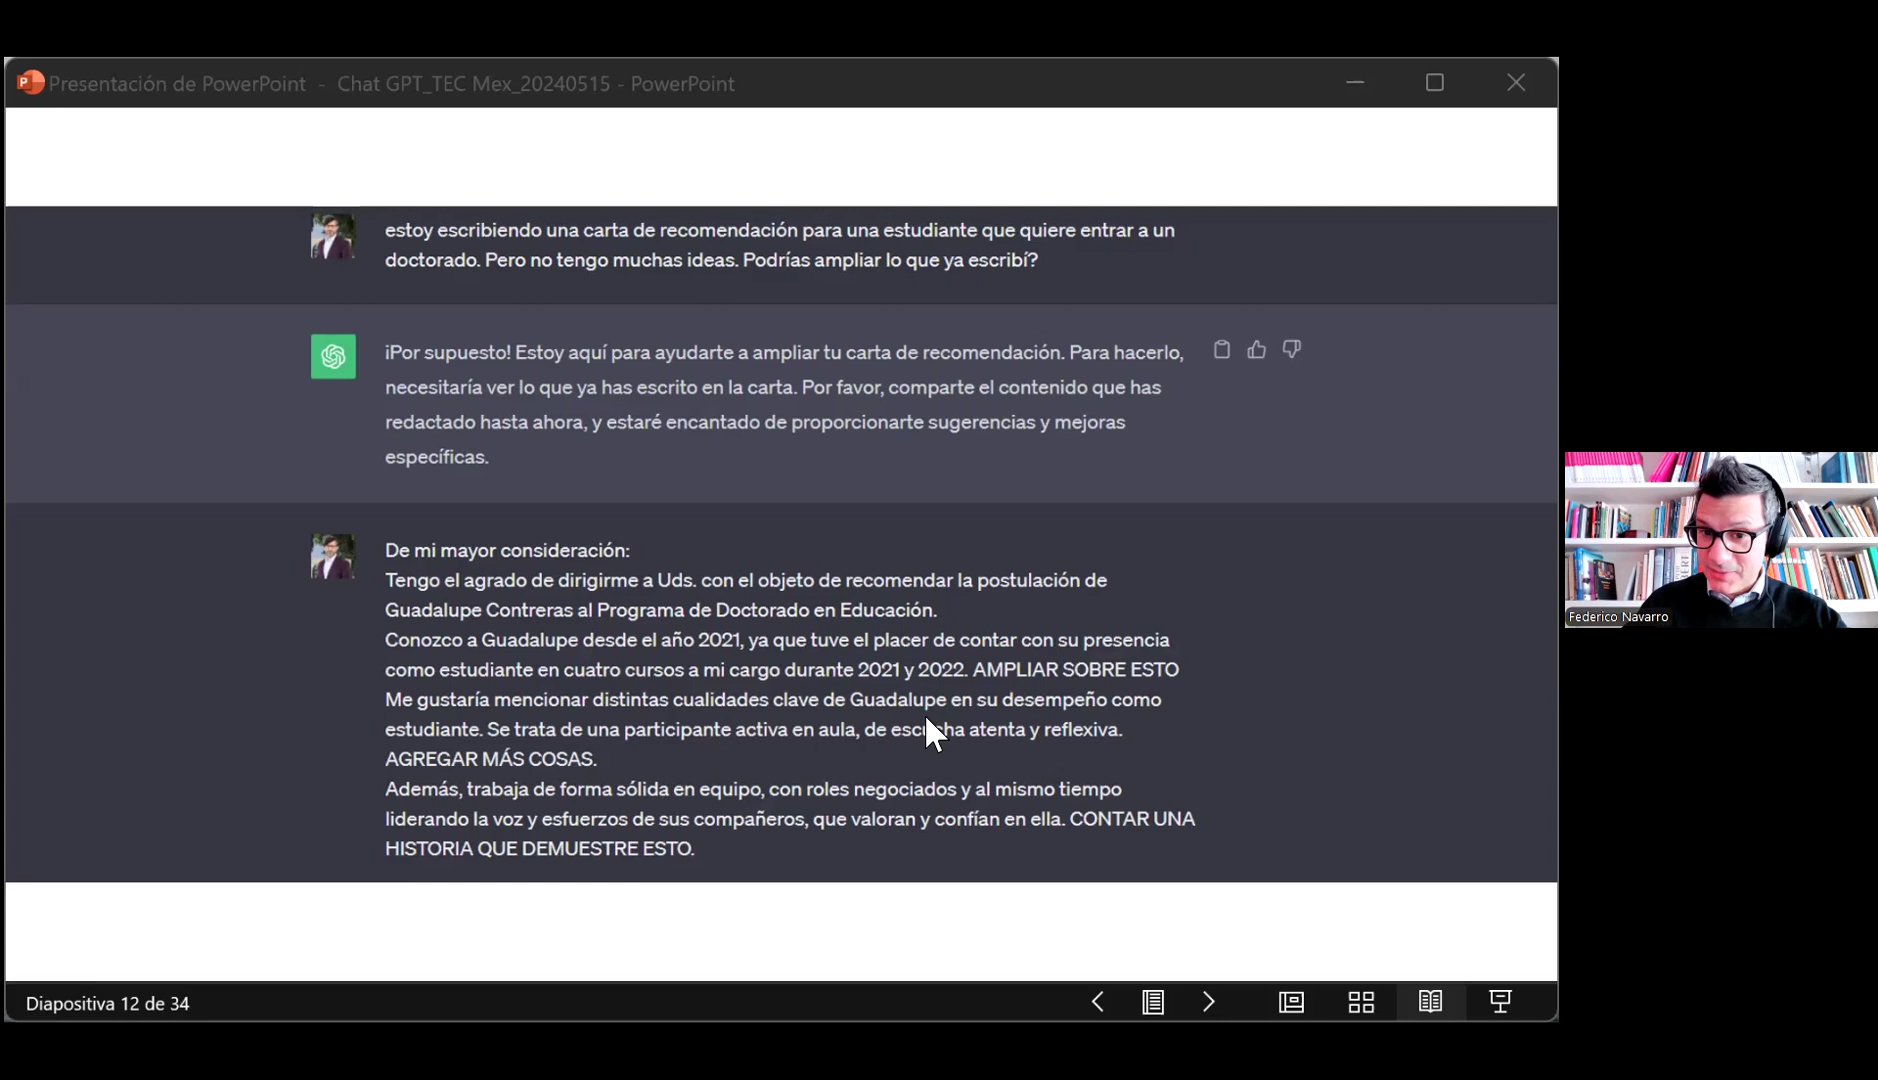 Presentación de PowerPoint - Chat GPT_TEC Mex_20240515 - PowerPoint
estoy escribiendo una carta de recomendación para una estudiante que quiere entrar a un
doctorado. Pero no tengo muchas ideas. Podrías ampliar lo que ya escribí?
¡Por supuesto! Estoy aquí para ayudarte a ampliar tu carta de recomendación. Para hacerlo,
necesitaría ver lo que ya has escrito en la carta. Por favor, comparte el contenido que has
redactado hasta ahora, y estaré encantado de proporcionarte sugerencias y mejoras
específicas.
De mi mayor consideración:
Tengo el agrado de dirigirme a Uds. con el objeto de recomendar la postulación de
Guadalupe Contreras al Programa de Doctorado en Educación.
Conozco a Guadalupe desde el año 2021, ya que tuve el placer de contar con su presencia
como estudiante en cuatro cursos a mi cargo durante 2021 y 2022. AMPLIAR SOBRE ESTO
Me gustaría mencionar distintas cualidades clave de Guadalupe en su desempeño como
estudiante. Se trata de una participante activa en aula, de escucha atenta y reflexiva.
AGREGAR MÁS COSAS.
Además, trabaja de forma sólida en equipo, con roles negociados y al mismo tiempo
liderando la voz y esfuerzos de sus compañeros, que valoran y confían en ella. CONTAR UNA
HISTORIA QUE DEMUESTRE ESTO.
Federico Navarro
Diapositiva 12 de 34